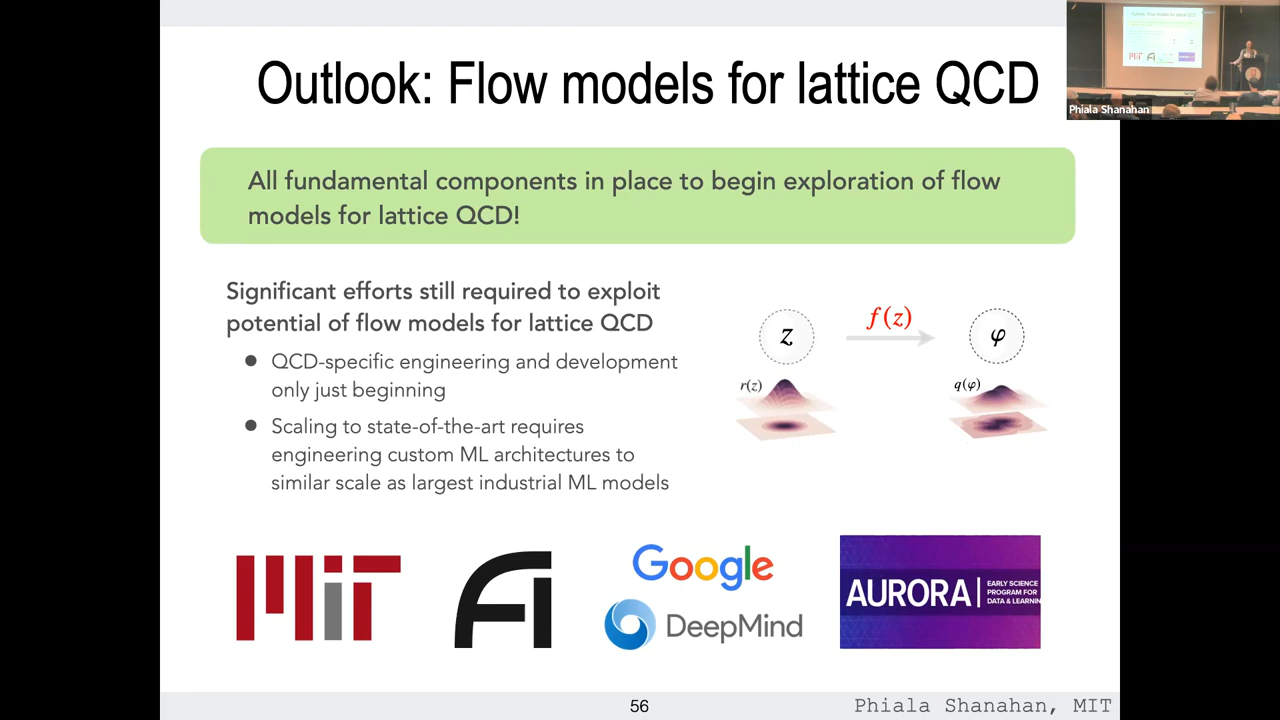 Outlook: Flow models for lattice QCD
Phiala Shanahan
All fundamental components in place to begin exploration of flow
models for lattice QCD!
Significant efforts still required to exploit
potential of flow models for lattice QCD
● QCD-specific engineering and development
only just beginning
● Scaling to state-of-the-art requires
engineering custom ML architectures to
similar scale as largest industrial ML models
z
f(z)
φ
r(z)
q(φ)
MIT
FI
Google
DeepMind
AURORA
EARLY SCIENCE
PROGRAM FOR
DATA & LEARNIN
56
Phiala Shanahan, MIT